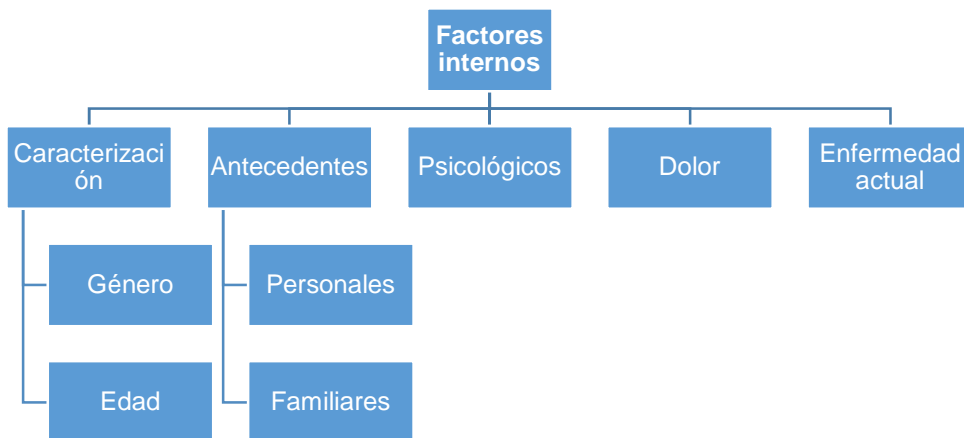 Factores
internos
Caracterizaci
ón
Antecedentes
Psicológicos
Dolor
Enfermedad
actual
Género
Personales
Edad
Familiares